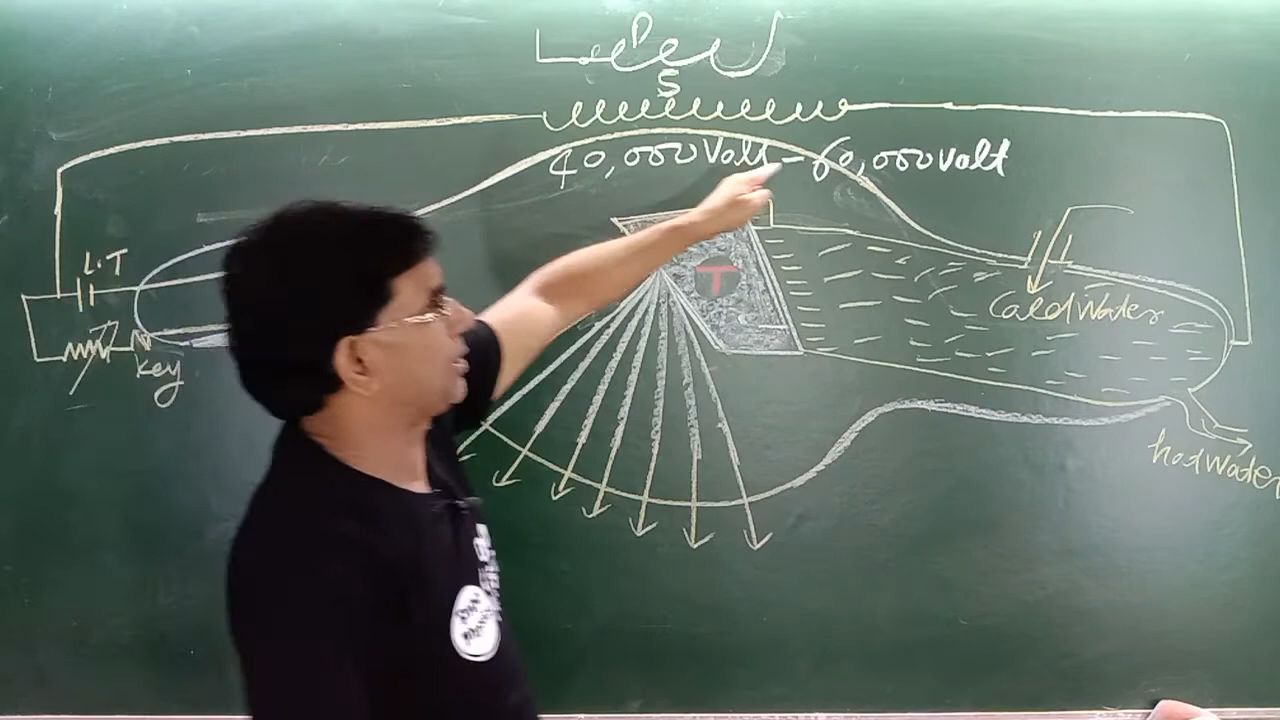 P
S
40,000 Volt - 60,000 Volt
L.T
T
Cold Water
Key
hot Water